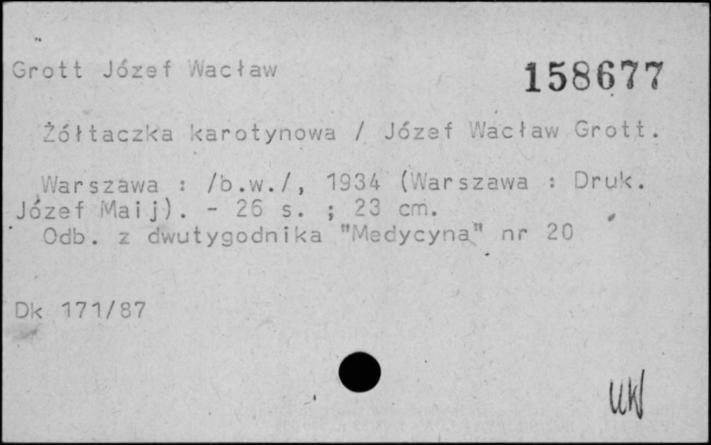 Grott Józef Wacław
158677
Żółtaczka karotynowa / Józef Wacław Grott.
Warszawa : /b.w./, 1934 (Warszawa : Druk.
Józef Maij). - 26 s. ; 23 cm.
Odb. z dwutygodnika "Medycyna" nr 20
Dk 171/87